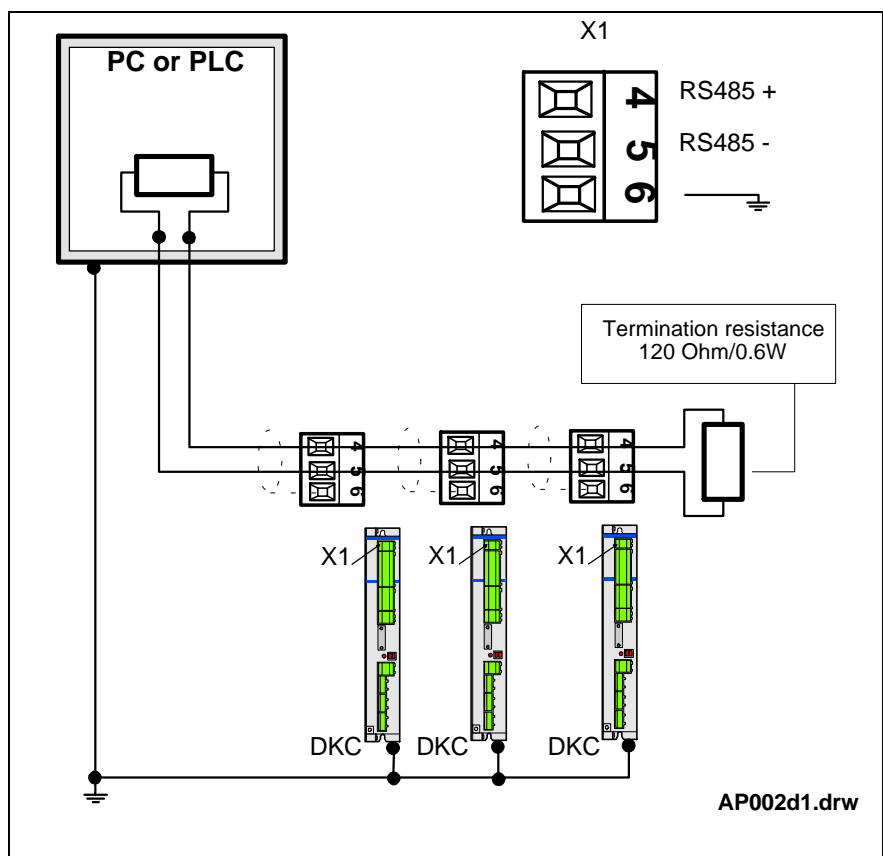 X1
PC or PLC
4
RS485 +
5
RS485 -
6
Termination resistance
120 Ohm/0.6W
4
5
6
4
5
6
4
5
6
X1
X1
X1
DKC
DKC
DKC
AP002d1.drw